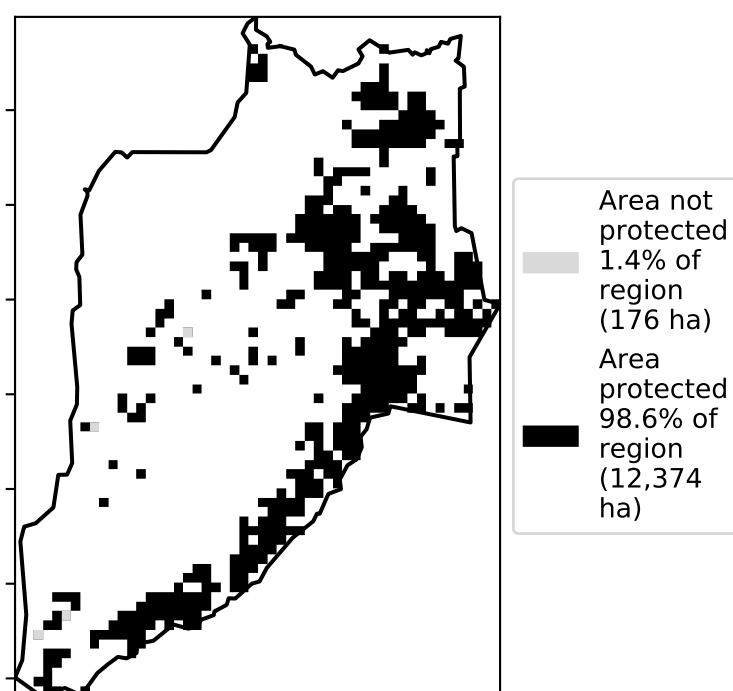 Area not
protected
1.4% of
region
(176 ha)
Area
protected
98.6% of
region
(12,374
ha)